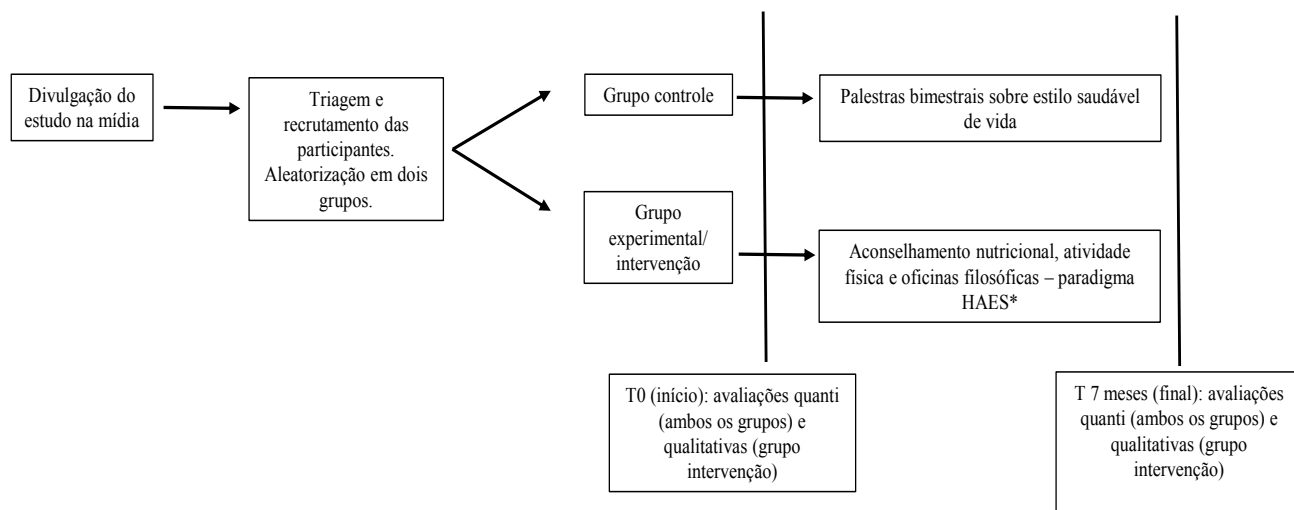 Divulgação do
estudo na mídia
Triagem e
recrutamento das
participantes.
Aleatorização em dois
grupos.
Grupo controle
Palestras bimestrais sobre estilo saudável
de vida
Grupo
experimental/
intervenção
Aconselhamento nutricional, atividade
física e oficinas filosóficas – paradigma
HAES*
T0 (início): avaliações quanti
(ambos os grupos) e
qualitativas (grupo
intervenção)
T 7 meses (final): avaliações
quanti (ambos os grupos) e
qualitativas (grupo
intervenção)